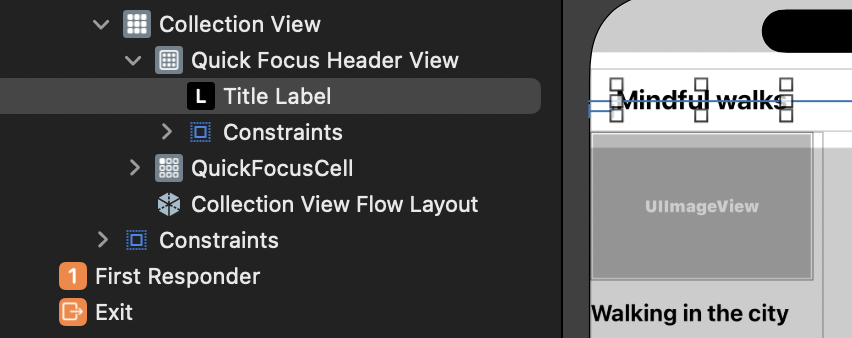 Collection View
Quick Focus Header View
L Title Label
Constraints
QuickFocusCell
Collection View Flow Layout
Constraints
1 First Responder
Exit
Mindful walks
UIImageView
Walking in the city